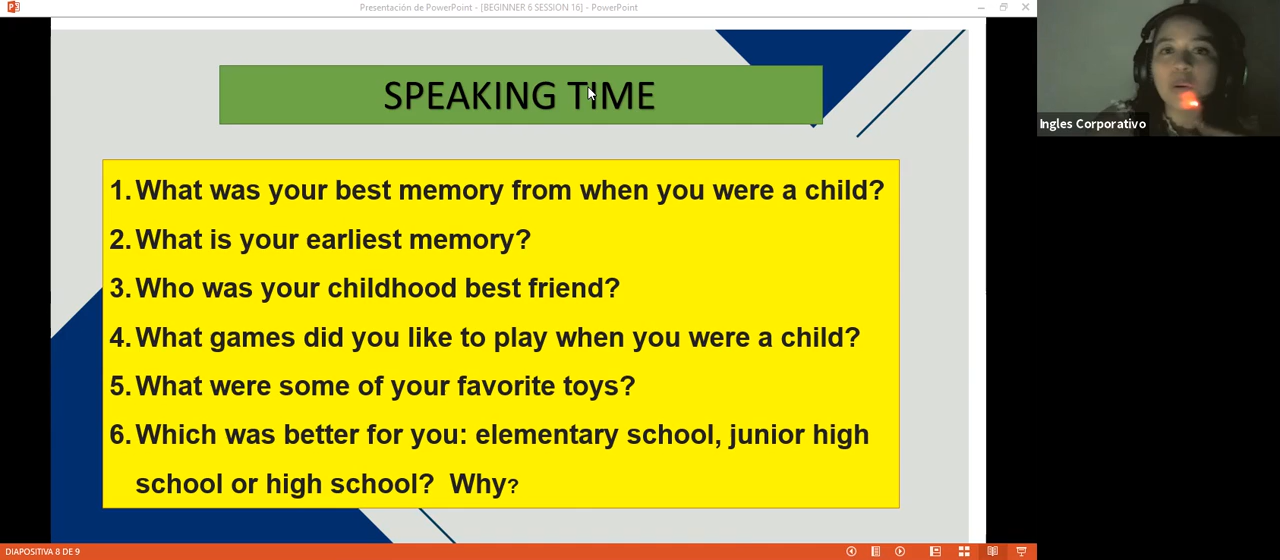 Presentación de PowerPoint - [BEGINNER 6 SESSION 16] - PowerPoint
SPEAKING TIME
Ingles Corporativo
1. What was your best memory from when you were a child?
2. What is your earliest memory?
3. Who was your childhood best friend?
4. What games did you like to play when you were a child?
5. What were some of your favorite toys?
6. Which was better for you: elementary school, junior high
school or high school?  Why?
DIAPOSITIVA 8 DE 9